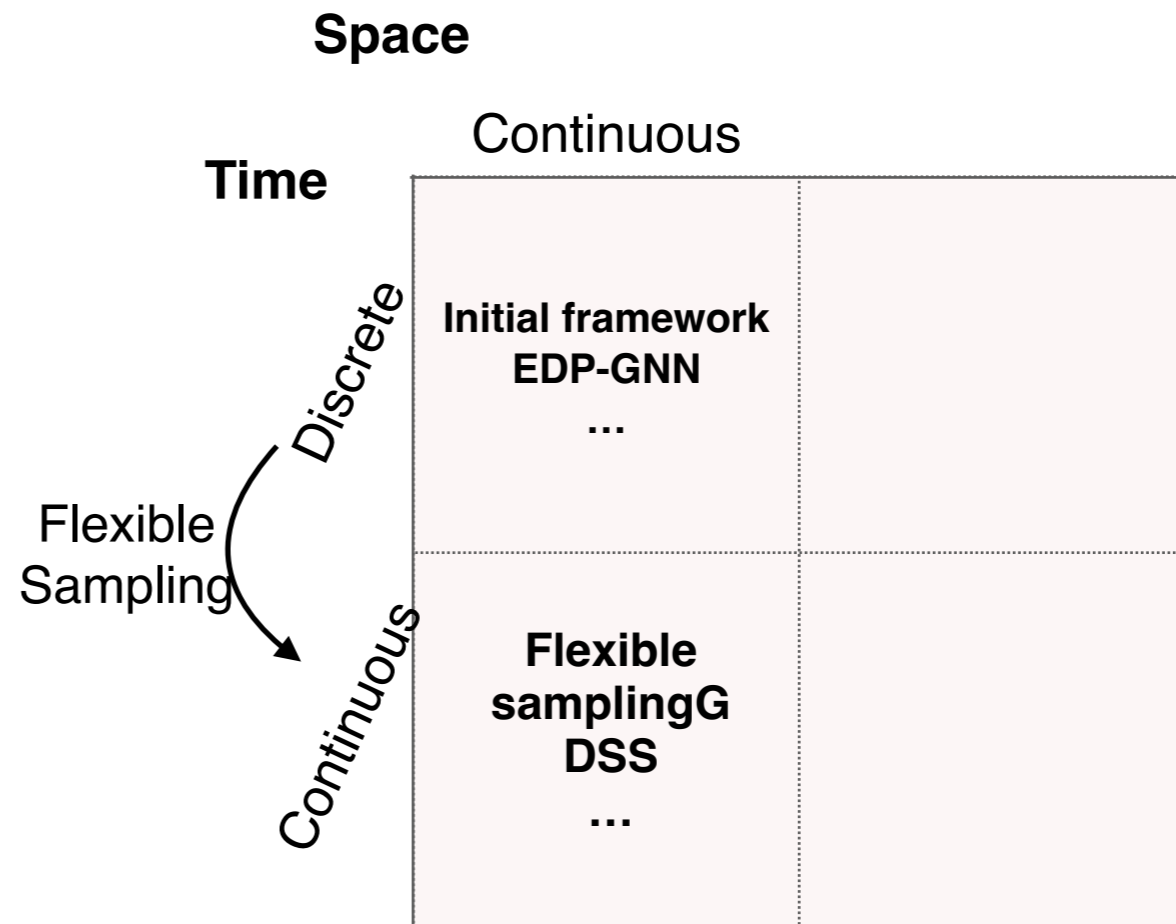 Space
Continuous
Time
Discrete
Initial framework
EDP-GNN
...
Flexible
Sampling
Continuous
Flexible
samplingG
DSS
...